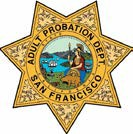 ADULT PROBATION DEPT
SAN FRANCISCO